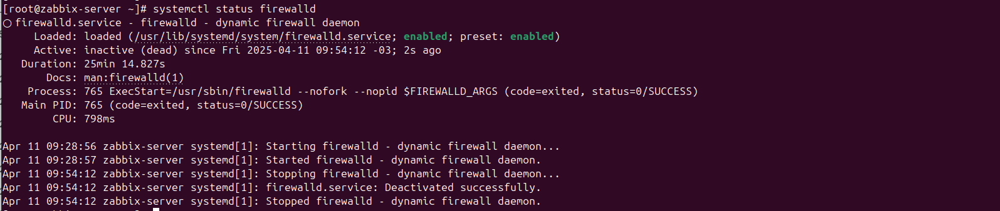 [root@zabbix-server ~]# systemctl status firewalld
○ firewalld.service - firewalld - dynamic firewall daemon
     Loaded: loaded (/usr/lib/systemd/system/firewalld.service; enabled; preset: enabled)
     Active: inactive (dead) since Fri 2025-04-11 09:54:12 -03; 2s ago
   Duration: 25min 14.827s
       Docs: man:firewalld(1)
    Process: 765 ExecStart=/usr/sbin/firewalld --nofork --nopid $FIREWALLD_ARGS (code=exited, status=0/SUCCESS)
   Main PID: 765 (code=exited, status=0/SUCCESS)
        CPU: 798ms

Apr 11 09:28:56 zabbix-server systemd[1]: Starting firewalld - dynamic firewall daemon...
Apr 11 09:28:57 zabbix-server systemd[1]: Started firewalld - dynamic firewall daemon.
Apr 11 09:54:12 zabbix-server systemd[1]: Stopping firewalld - dynamic firewall daemon...
Apr 11 09:54:12 zabbix-server systemd[1]: firewalld.service: Deactivated successfully.
Apr 11 09:54:12 zabbix-server systemd[1]: Stopped firewalld - dynamic firewall daemon.